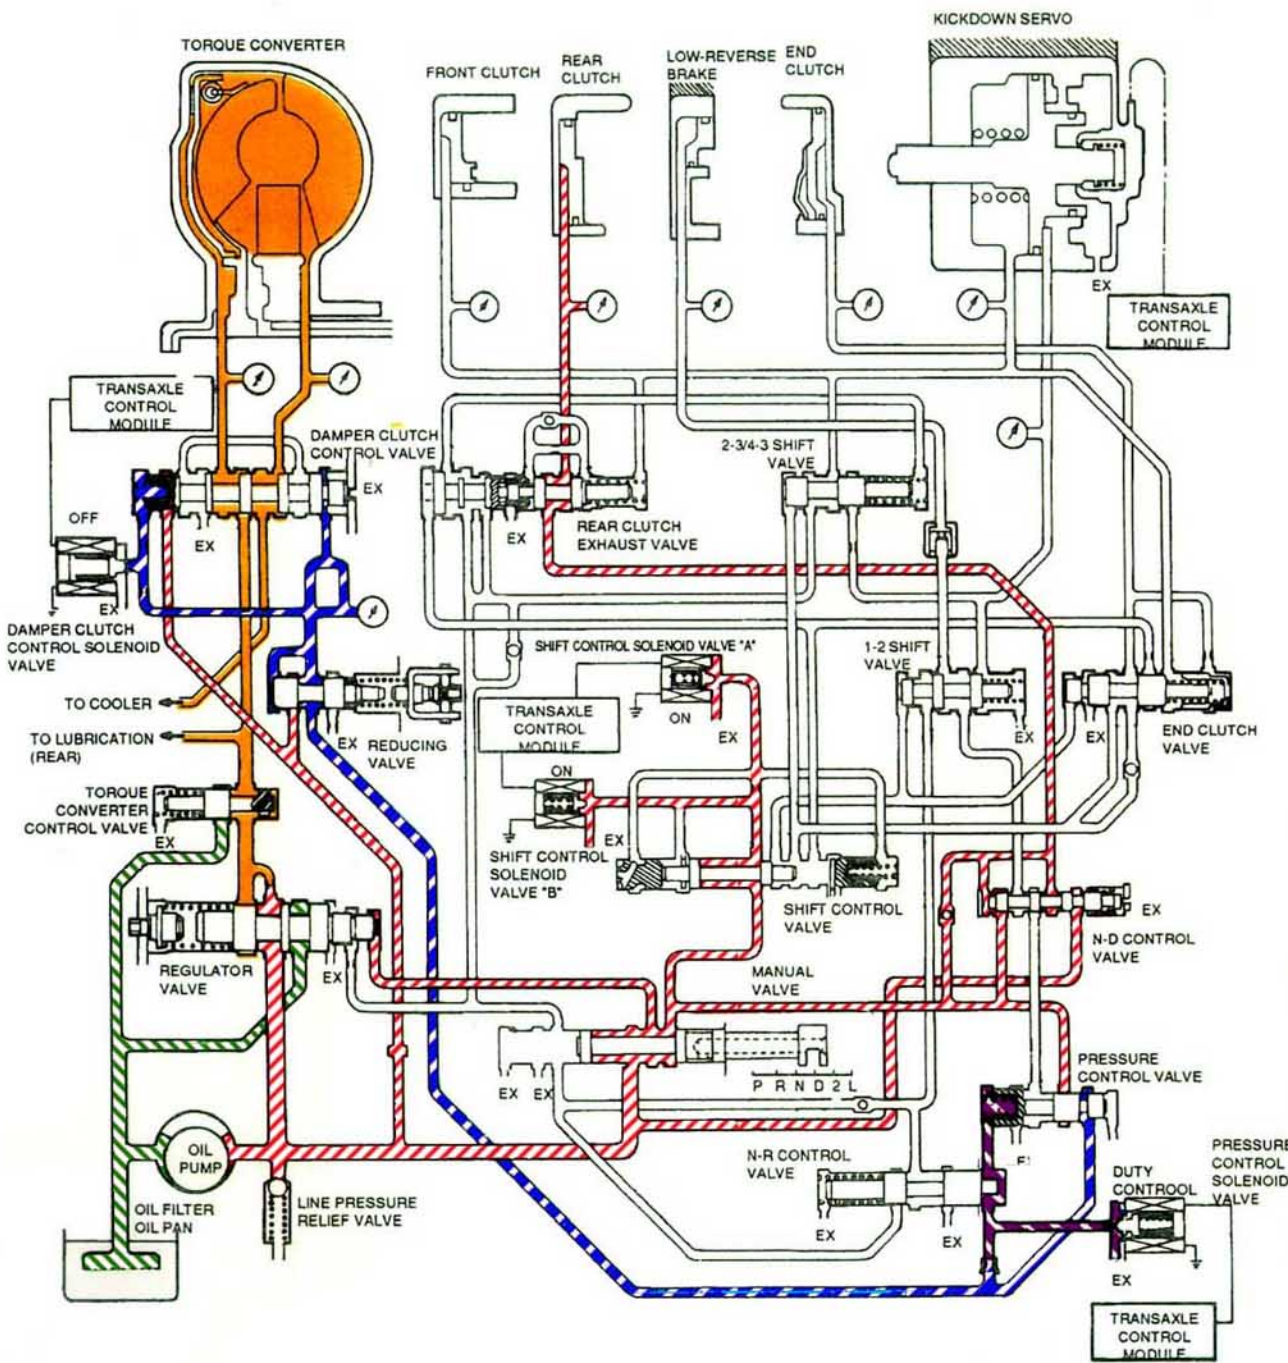 KICKDOWN SERVO
TORQUE CONVERTER
FRONT CLUTCH
REAR
CLUTCH
LOW-REVERSE
BRAKE
END
CLUTCH
EX
TRANSAXLE
CONTROL
MODULE
TRANSAXLE
CONTROL
MODULE
DAMPER CLUTCH
CONTROL VALVE
2-3/4-3 SHIFT
VALVE
EX
OFF
EX
EX
REAR CLUTCH
EXHAUST VALVE
EX
DAMPER CLUTCH
CONTROL SOLENOID
VALVE
SHIFT CONTROL SOLENOID VALVE "A"
1-2 SHIFT
VALVE
TO COOLER
TRANSAXLE
CONTROL
MODULE
ON
EX
TO LUBRICATION
(REAR)
EX
REDUCING
VALVE
EX
EX
END CLUTCH
VALVE
ON
TORQUE
CONVERTER
CONTROL VALVE
EX
EX
SHIFT CONTROL
SOLENOID
VALVE "B"
SHIFT CONTROL
VALVE
EX
N-D CONTROL
VALVE
REGULATOR
VALVE
EX
MANUAL
VALVE
P R N D 2 L
EX
EX
PRESSURE
CONTROL VALVE
OIL
PUMP
N-R CONTROL
VALVE
DUTY
CONTROOL
PRESSURE
CONTROL
SOLENOID
VALVE
OIL FILTER
OIL PAN
LINE PRESSURE
RELIEF VALVE
EX
EX
EX
TRANSAXLE
CONTROL
MODULE